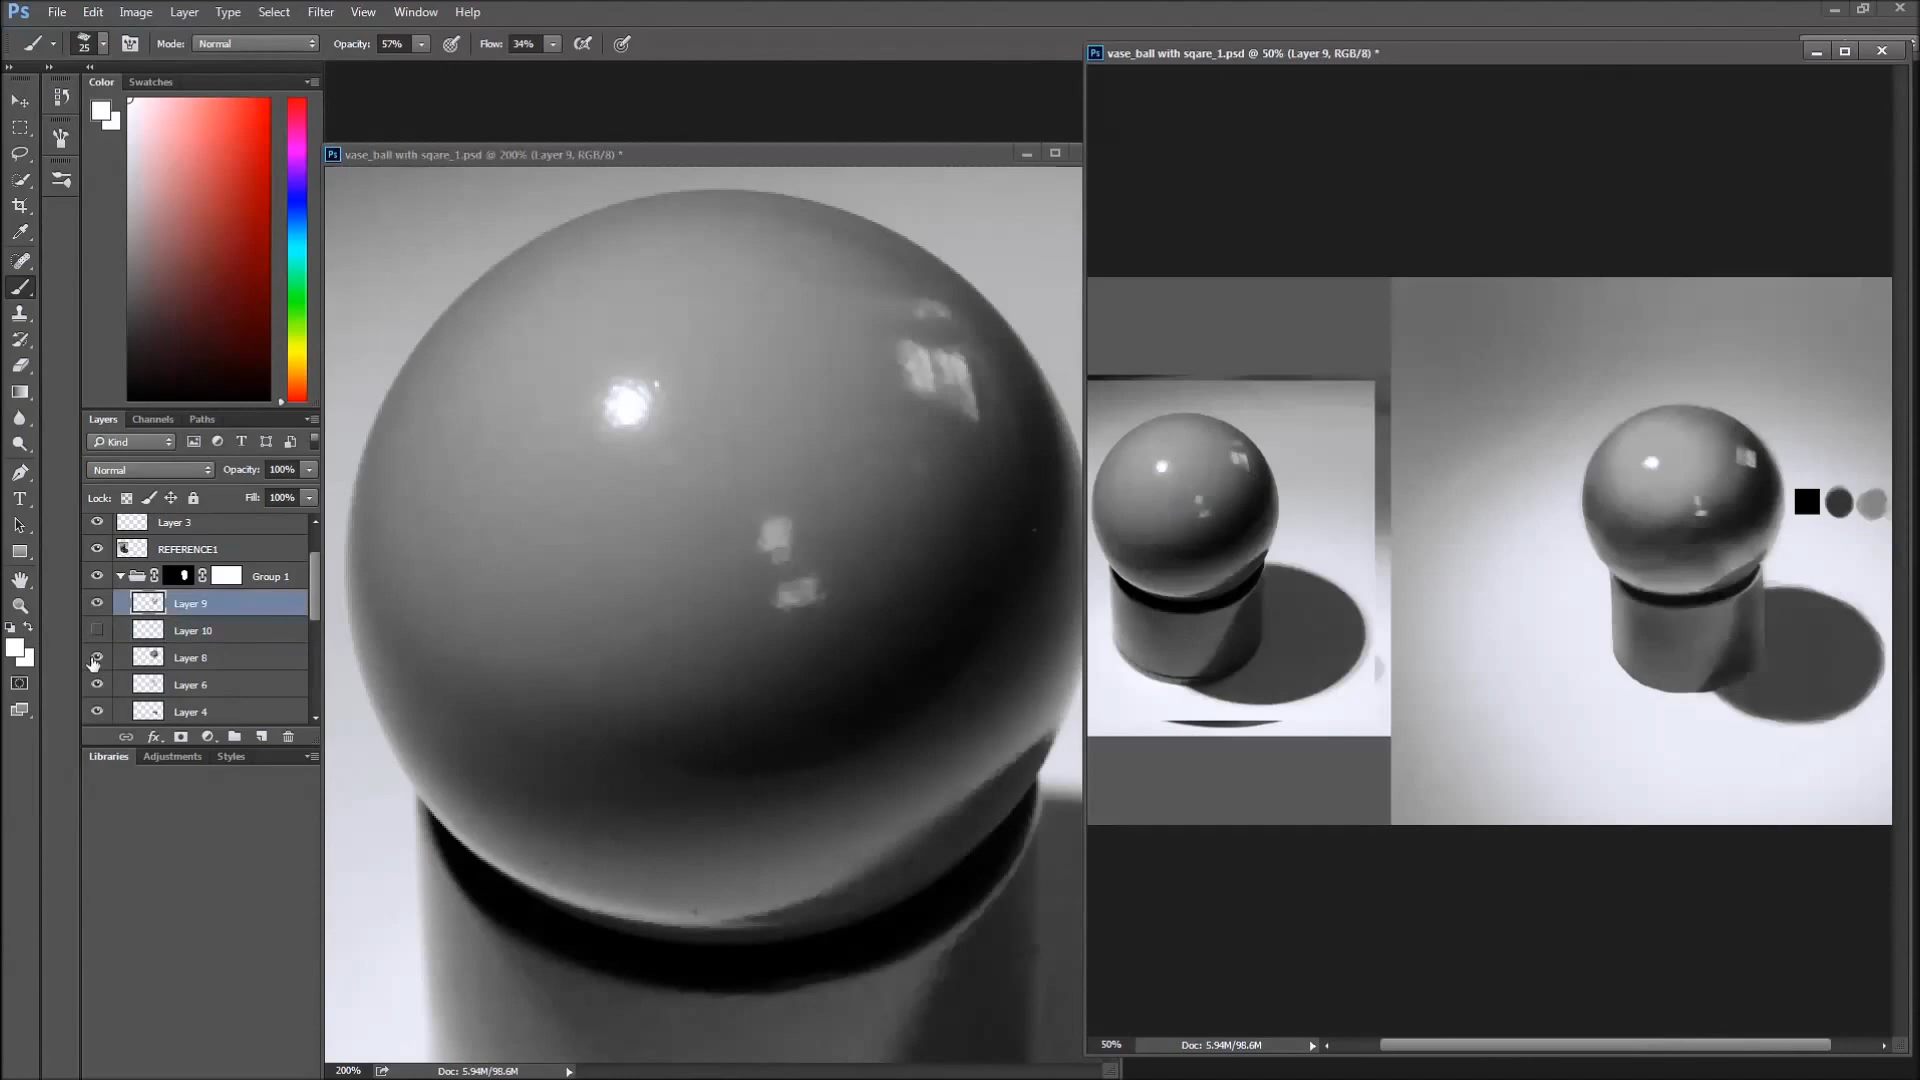 Ps File Edit Image Layer Type Select Filter View Window Help
25 Mode: Normal Opacity: 57% Flow: 34%
Ps vase_ball with sqare_1.psd @ 50% (Layer 9, RGB/8) *
Color Swatches
Ps vase_ball with sqare_1.psd @ 200% (Layer 9, RGB/8) *
Layers Channels Paths
Kind T
Normal Opacity: 100%
Lock: Fill: 100%
Layer 3
REFERENCE1
Group 1
Layer 9
Layer 10
Layer 8
Layer 6
Layer 4
fx
Libraries Adjustments Styles
50% Doc: 5.94M/98.6M
200% Doc: 5.94M/98.6M